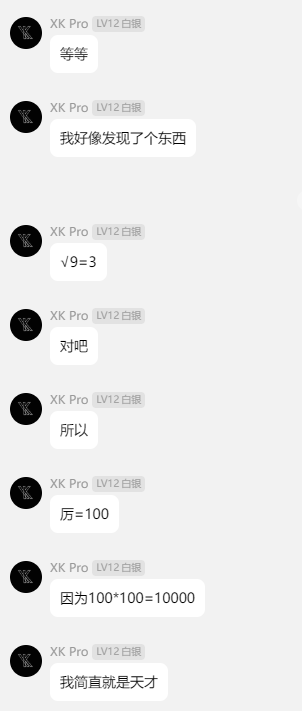 XK Pro LV12 白银
等等
XK Pro LV12 白银
我好像发现了个东西
XK Pro LV12 白银
√9=3
XK Pro LV12 白银
对吧
XK Pro LV12 白银
所以
XK Pro LV12 白银
厉=100
XK Pro LV12 白银
因为100*100=10000
XK Pro LV12 白银
我简直就是天才